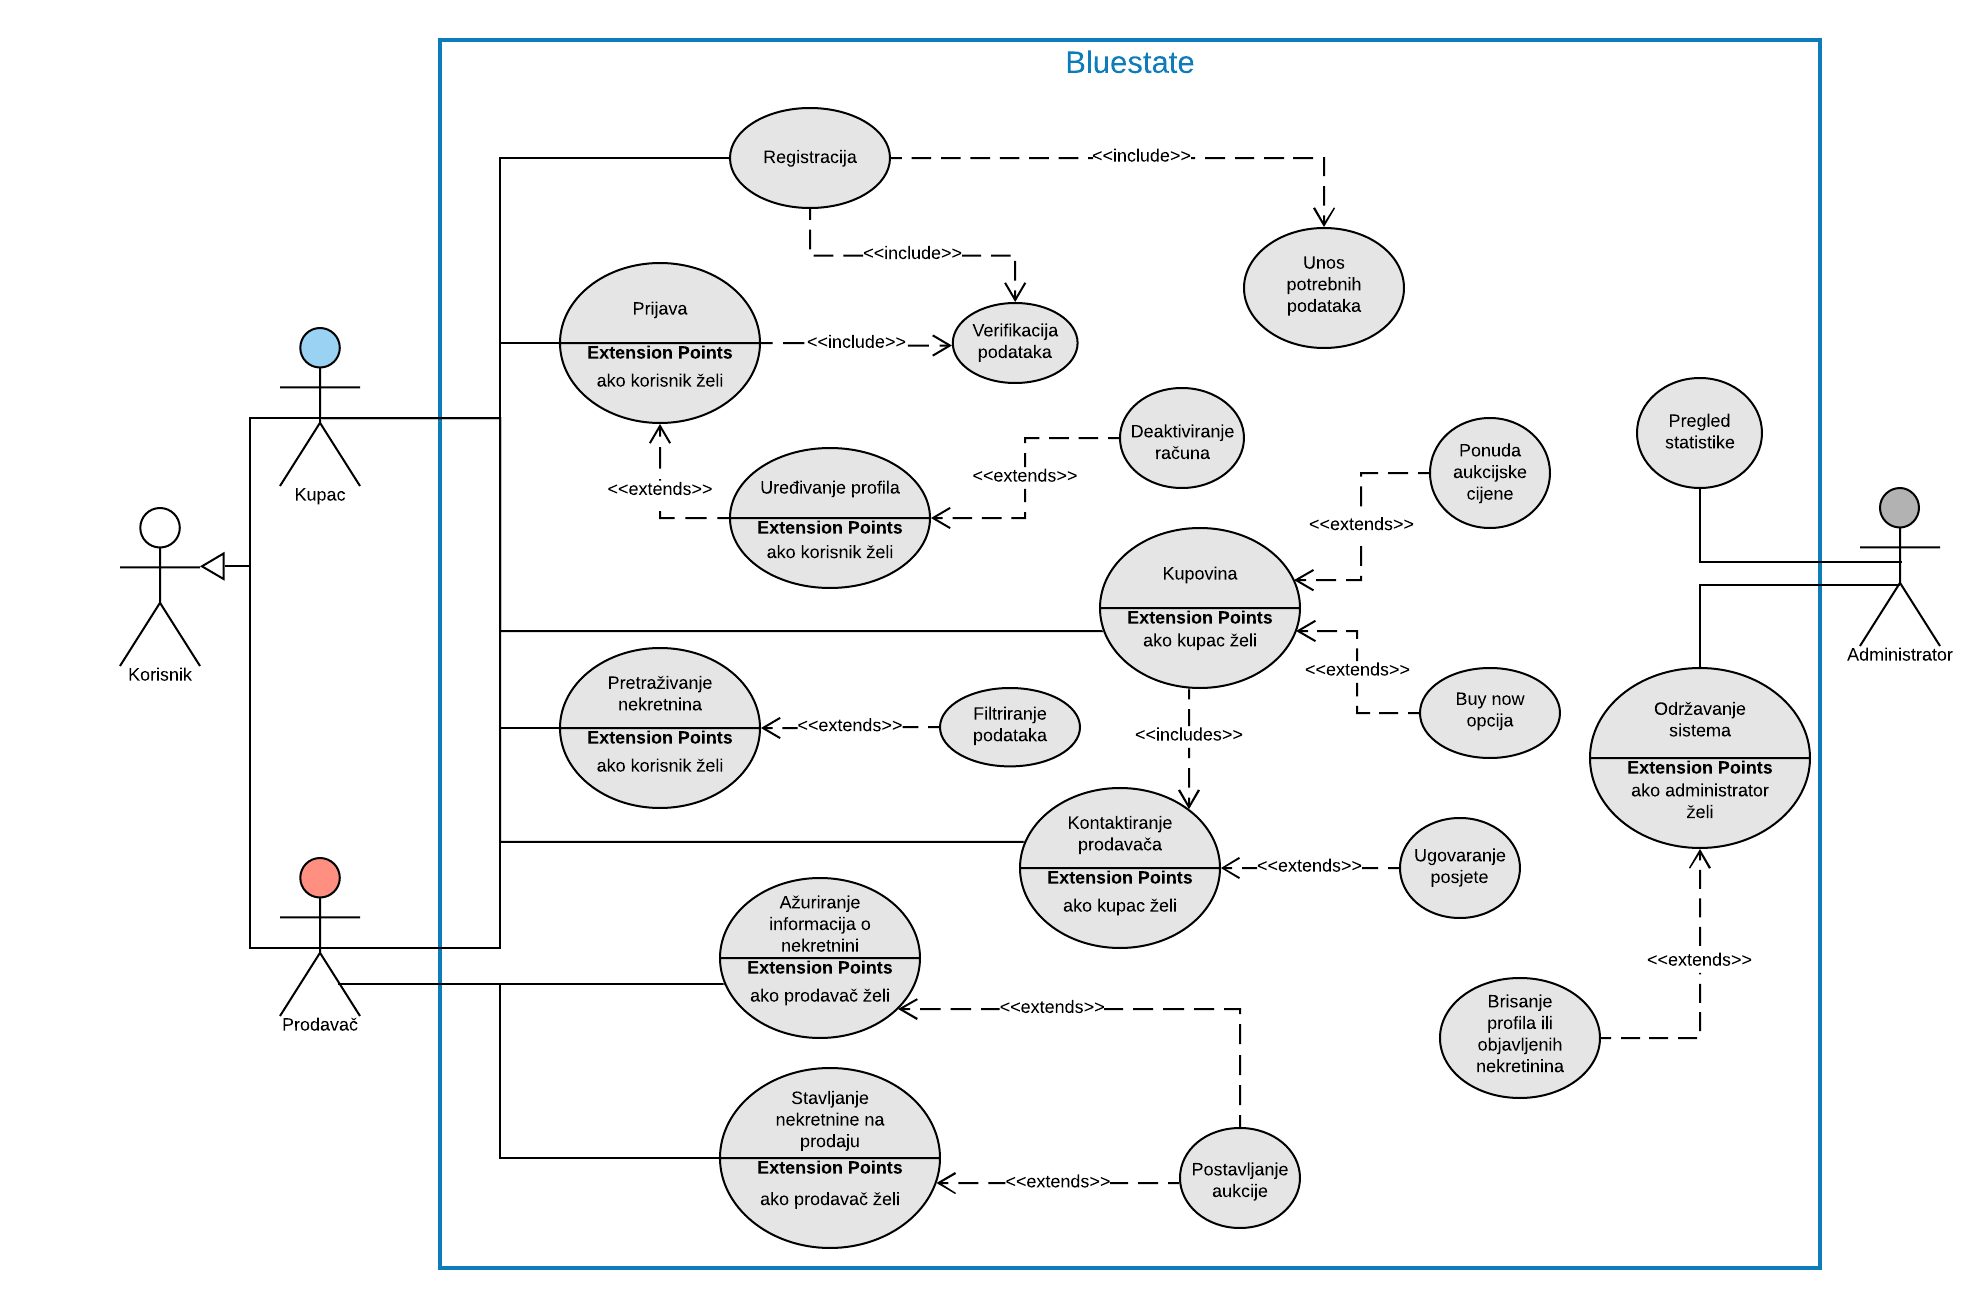 Bluestate
Registracija
<<include>>
<<include>>
Unos
potrebnih
podataka
Prijava
Extension Points
ako korisnik želi
<<include>>
Verifikacija
podataka
Kupac
<<extends>>
Uređivanje profila
Extension Points
ako korisnik želi
<<extends>>
Deaktiviranje
računa
Ponuda
aukcijske
cijene
<<extends>>
Pregled
statistike
Korisnik
Kupovina
Extension Points
ako kupac želi
<<extends>>
Buy now
opcija
Administrator
Pretraživanje
nekretnina
Extension Points
ako korisnik želi
<<extends>>
Filtriranje
podataka
<<includes>>
Održavanje
sistema
Extension Points
ako administrator
želi
Kontaktiranje
prodavača
Extension Points
ako kupac želi
<<extends>>
Ugovaranje
posjete
Ažuriranje
informacija o
nekretnini
Extension Points
ako prodavač želi
<<extends>>
<<extends>>
Prodavač
Brisanje
profila ili
objavljenih
nekretinina
Stavljanje
nekretnine na
prodaju
Extension Points
ako prodavač želi
<<extends>>
Postavljanje
aukcije